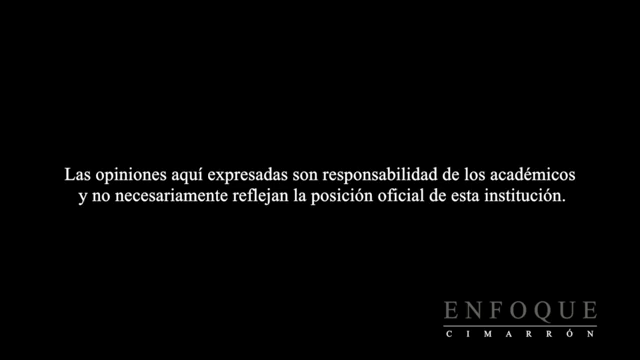 Las opiniones aquí expresadas son responsabilidad de los académicos
y no necesariamente reflejan la posición oficial de esta institución.
ENFOQUE
CIMARRÓN